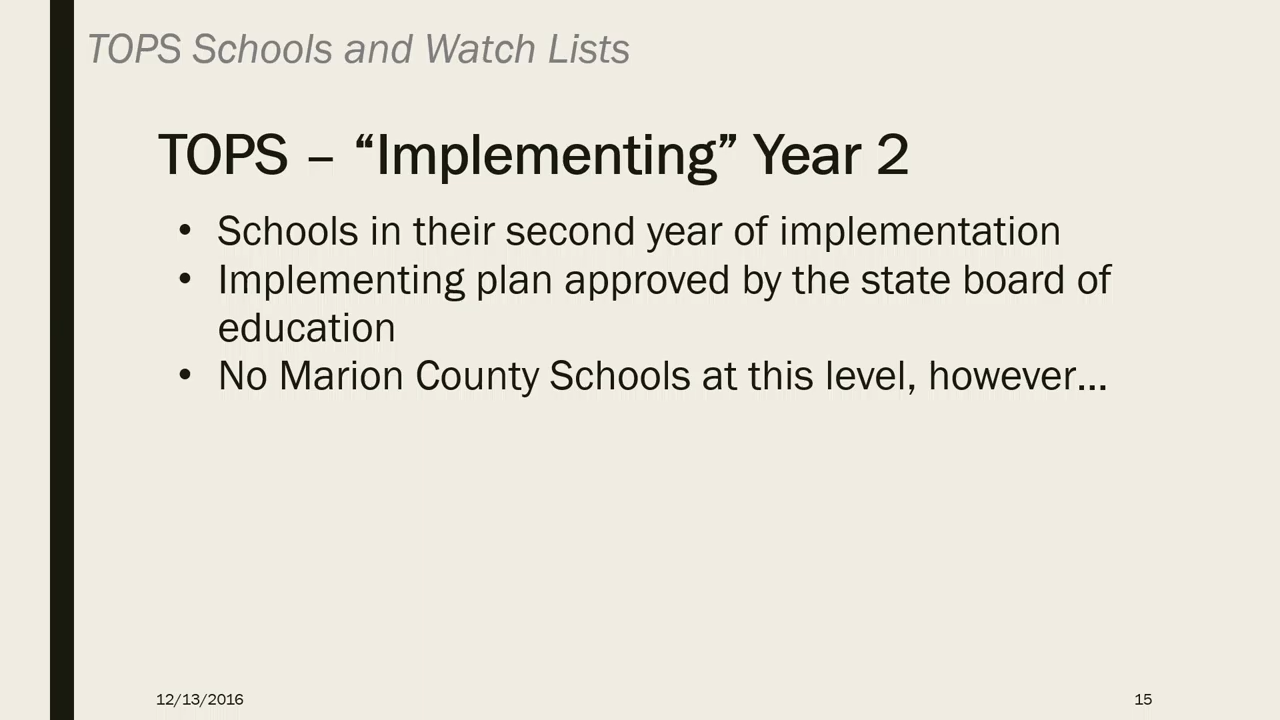 TOPS Schools and Watch Lists
TOPS – “Implementing” Year 2
• Schools in their second year of implementation
• Implementing plan approved by the state board of
education
• No Marion County Schools at this level, however...
12/13/2016
15